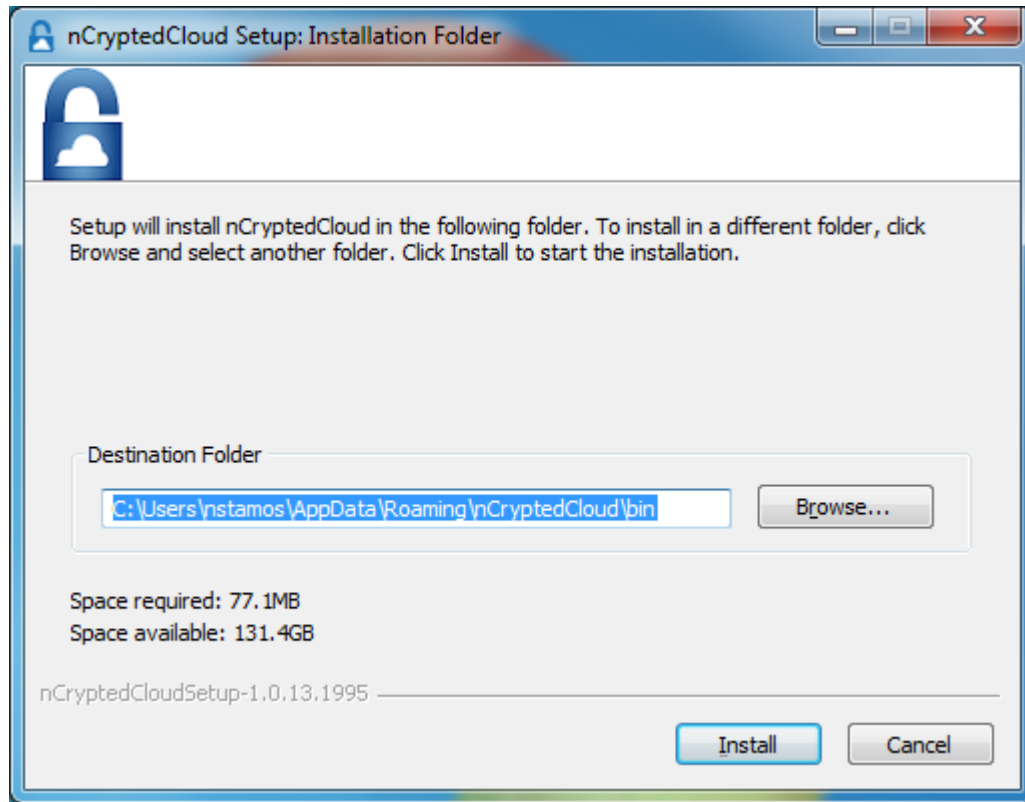 nCryptedCloud Setup: Installation Folder
Setup will install nCryptedCloud in the following folder. To install in a different folder, click
Browse and select another folder. Click Install to start the installation.
Destination Folder
C:\Users\nstamos\AppData\Roaming\nCryptedCloud\bin
Browse...
Space required: 77.1MB
Space available: 131.4GB
nCryptedCloudSetup-1.0.13.1995
Install
Cancel